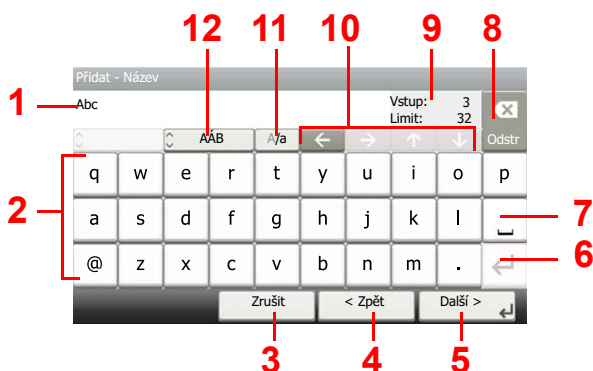 12 11 10 9 8
Přidat - Název
1 Abc Vstup: 3
Limit: 32
AÁB A/a ← → ↑ ↓ Odstr
2 q w e r t y u i o p
a s d f g h j k l 7
@ z x c v b n m . 6
Zrušit < Zpět Další >
3 4 5